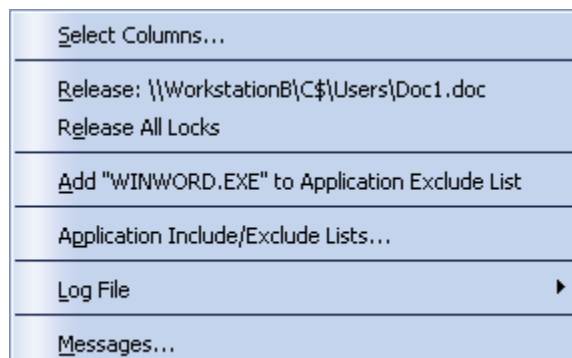 Select Columns...
Release: \\WorkstationB\C$\Users\Doc1.doc
Release All Locks
Add "WINWORD.EXE" to Application Exclude List
Application Include/Exclude Lists...
Log File
Messages...